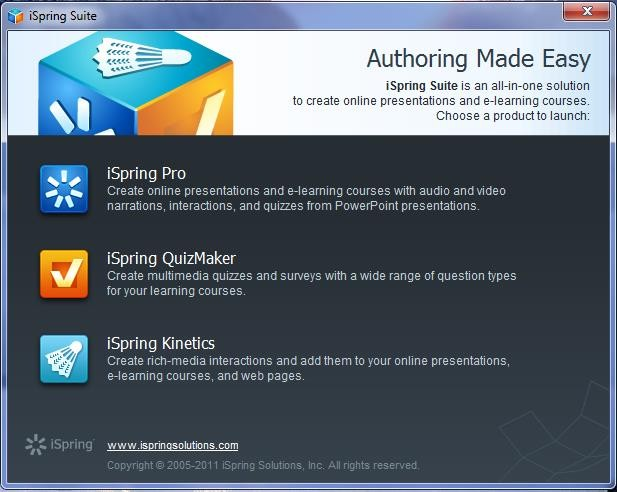 iSpring Suite
Authoring Made Easy
iSpring Suite is an all-in-one solution
to create online presentations and e-learning courses.
Choose a product to launch:
iSpring Pro
Create online presentations and e-learning courses with audio and video
narrations, interactions, and quizzes from PowerPoint presentations.
iSpring QuizMaker
Create multimedia quizzes and surveys with a wide range of question types
for your learning courses.
iSpring Kinetics
Create rich-media interactions and add them to your online presentations,
e-learning courses, and web pages.
iSpring www.ispringsolutions.com
Copyright © 2005-2011 iSpring Solutions, Inc. All rights reserved.